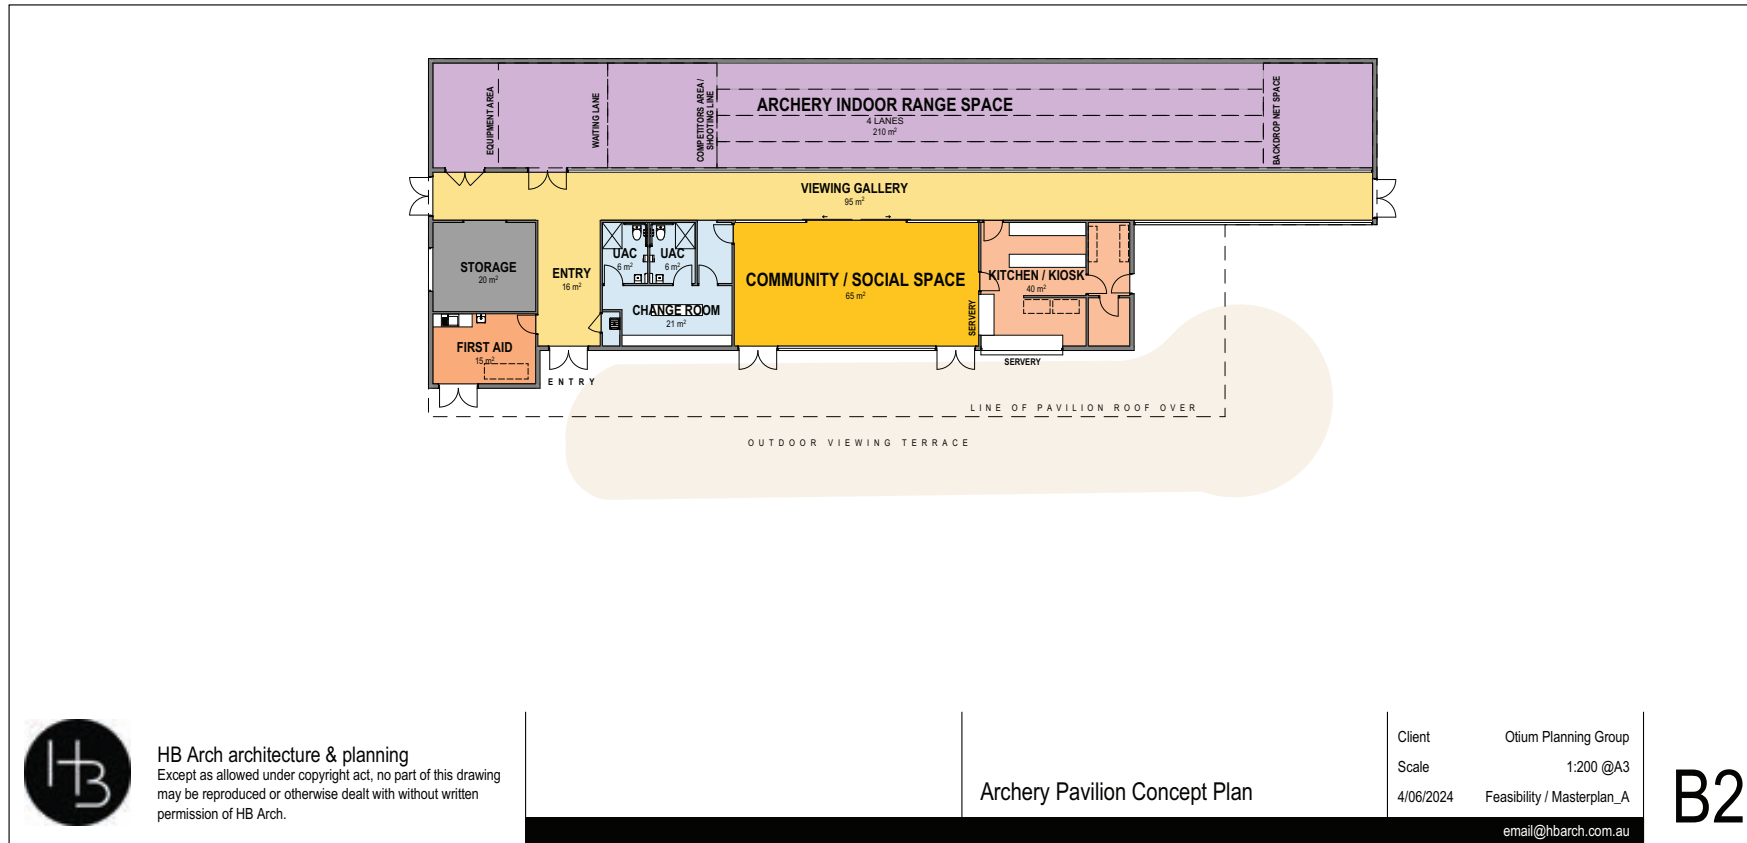 EQUIPMENT AREA
WAITING LANE
COMPETITORS AREA /
SHOOTING LINE
ARCHERY INDOOR RANGE SPACE
4 LANES
210 m²
BACKDROP NET SPACE
VIEWING GALLERY
95 m²
STORAGE
20 m²
ENTRY
16 m²
UAC
6 m²
UAC
6 m²
CHANGE ROOM
21 m²
COMMUNITY / SOCIAL SPACE
65 m²
SERVERY
KITCHEN / KIOSK
40 m²
FIRST AID
15 m²
SERVERY
ENTRY
LINE OF PAVILION ROOF OVER
OUTDOOR VIEWING TERRACE
HB
HB Arch architecture & planning
Except as allowed under copyright act, no part of this drawing
may be reproduced or otherwise dealt with without written
permission of HB Arch.
Archery Pavilion Concept Plan
Client Otium Planning Group
Scale 1:200 @A3
4/06/2024 Feasibility / Masterplan_A
email@hbarch.com.au
B2